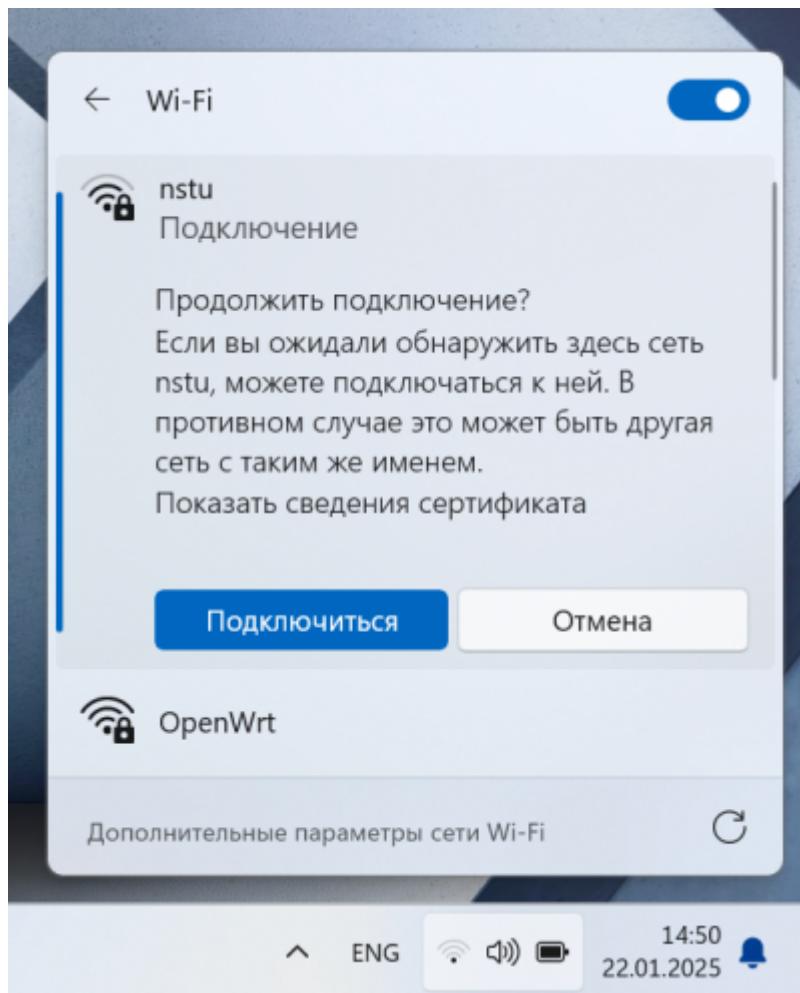 Wi-Fi
nstu
Подключение
Продолжить подключение?
Если вы ожидали обнаружить здесь сеть
nstu, можете подключаться к ней. В
противном случае это может быть другая
сеть с таким же именем.
Показать сведения сертификата
Подключиться
Отмена
OpenWrt
Дополнительные параметры сети Wi-Fi
ENG
14:50
22.01.2025